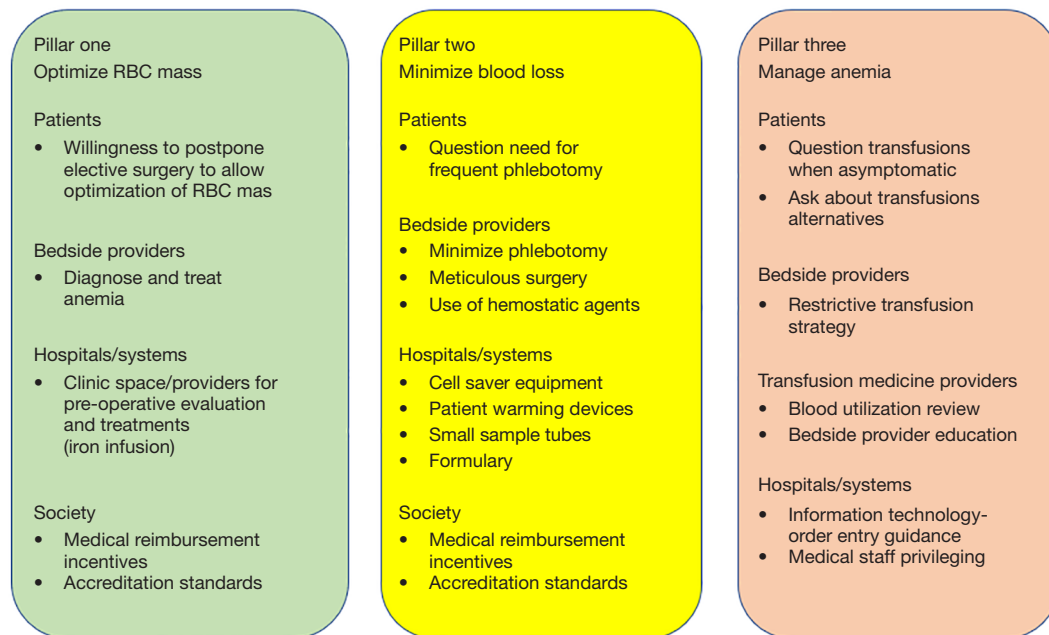 Pillar one
Optimize RBC mass
Patients
• Willingness to postpone
elective surgery to allow
optimization of RBC mas
Bedside providers
• Diagnose and treat
anemia
Hospitals/systems
• Clinic space/providers for
pre-operative evaluation
and treatments
(iron infusion)
Society
• Medical reimbursement
incentives
• Accreditation standards
Pillar two
Minimize blood loss
Patients
• Question need for
frequent phlebotomy
Bedside providers
• Minimize phlebotomy
• Meticulous surgery
• Use of hemostatic agents
Hospitals/systems
• Cell saver equipment
• Patient warming devices
• Small sample tubes
• Formulary
Society
• Medical reimbursement
incentives
• Accreditation standards
Pillar three
Manage anemia
Patients
• Question transfusions
when asymptomatic
• Ask about transfusions
alternatives
Bedside providers
• Restrictive transfusion
strategy
Transfusion medicine providers
• Blood utilization review
• Bedside provider education
Hospitals/systems
• Information technology-
order entry guidance
• Medical staff privileging